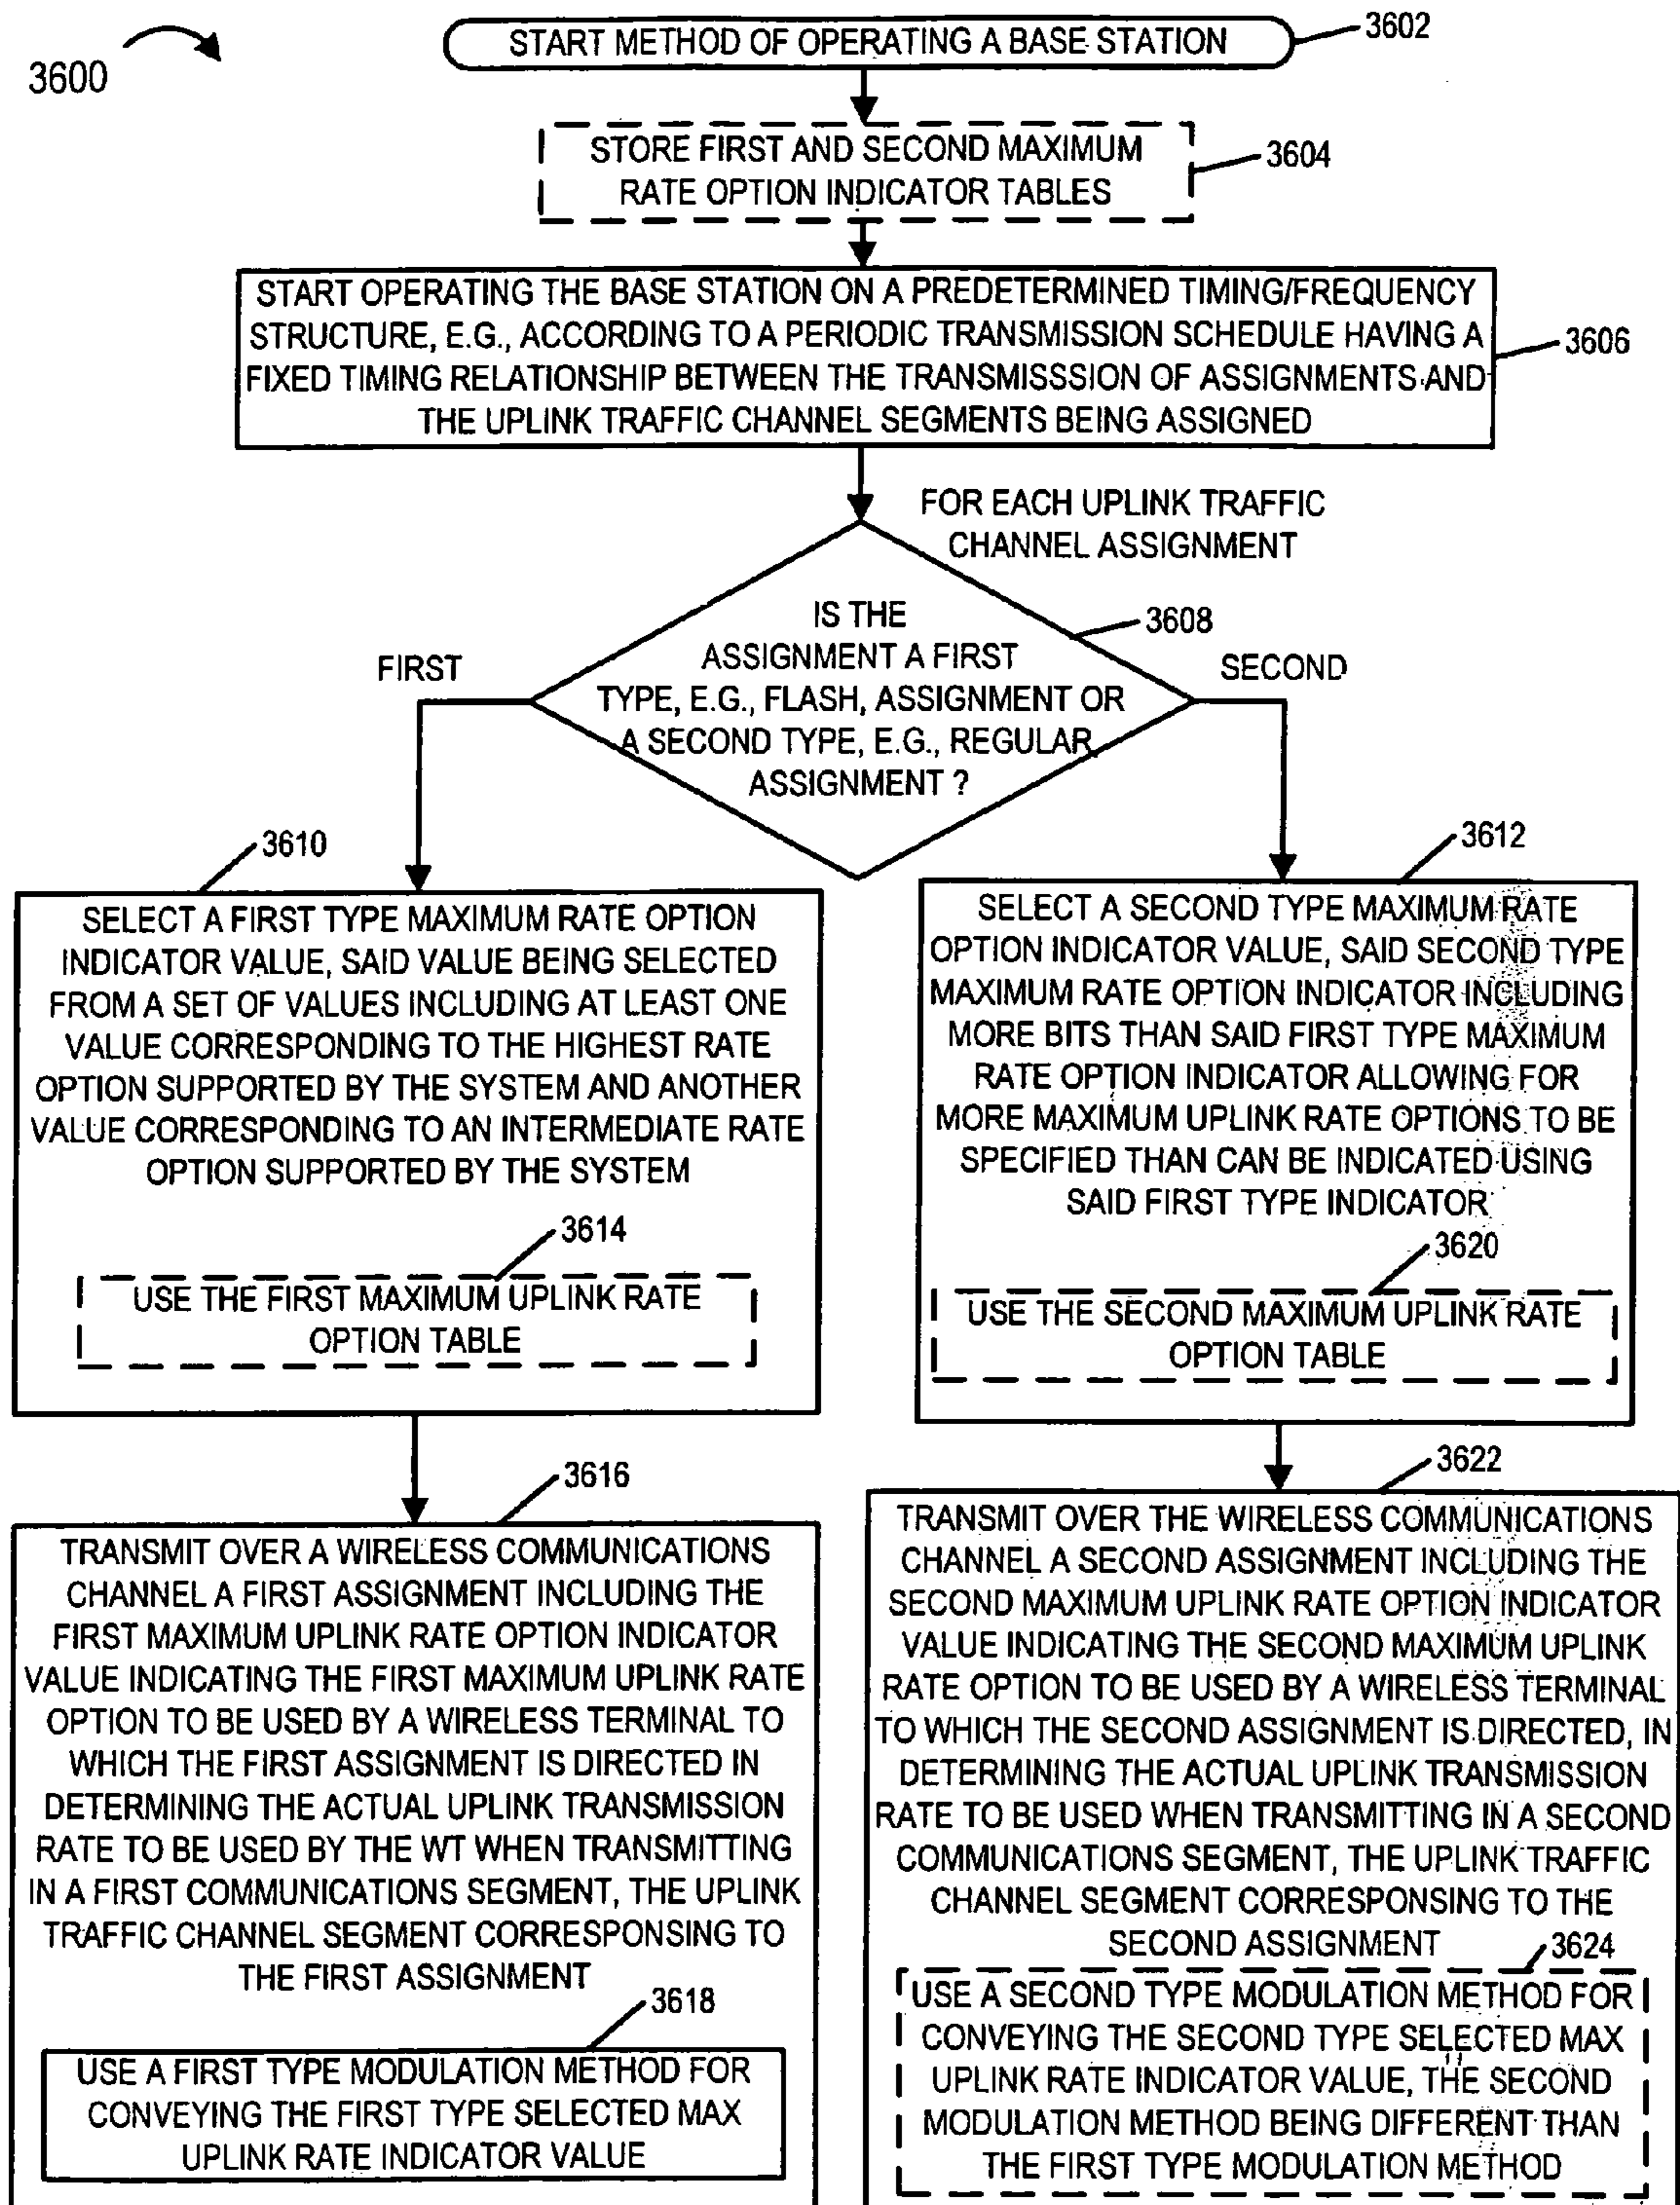 3600
START METHOD OF OPERATING A BASE STATION
3602
STORE FIRST AND SECOND MAXIMUM
RATE OPTION INDICATOR TABLES
3604
START OPERATING THE BASE STATION ON A PREDETERMINED TIMING/FREQUENCY
STRUCTURE, E.G., ACCORDING TO A PERIODIC TRANSMISSION SCHEDULE HAVING A
FIXED TIMING RELATIONSHIP BETWEEN THE TRANSMISSSION OF ASSIGNMENTS AND
THE UPLINK TRAFFIC CHANNEL SEGMENTS BEING ASSIGNED
3606
FOR EACH UPLINK TRAFFIC
CHANNEL ASSIGNMENT
IS THE
ASSIGNMENT A FIRST
TYPE, E.G., FLASH, ASSIGNMENT OR
A SECOND TYPE, E.G., REGULAR
ASSIGNMENT ?
3608
FIRST
SECOND
3610
SELECT A FIRST TYPE MAXIMUM RATE OPTION
INDICATOR VALUE, SAID VALUE BEING SELECTED
FROM A SET OF VALUES INCLUDING AT LEAST ONE
VALUE CORRESPONDING TO THE HIGHEST RATE
OPTION SUPPORTED BY THE SYSTEM AND ANOTHER
VALUE CORRESPONDING TO AN INTERMEDIATE RATE
OPTION SUPPORTED BY THE SYSTEM
3614
USE THE FIRST MAXIMUM UPLINK RATE
OPTION TABLE
3612
SELECT A SECOND TYPE MAXIMUM RATE
OPTION INDICATOR VALUE, SAID SECOND TYPE
MAXIMUM RATE OPTION INDICATOR INCLUDING
MORE BITS THAN SAID FIRST TYPE MAXIMUM
RATE OPTION INDICATOR ALLOWING FOR
MORE MAXIMUM UPLINK RATE OPTIONS TO BE
SPECIFIED THAN CAN BE INDICATED USING
SAID FIRST TYPE INDICATOR
3620
USE THE SECOND MAXIMUM UPLINK RATE
OPTION TABLE
3616
TRANSMIT OVER A WIRELESS COMMUNICATIONS
CHANNEL A FIRST ASSIGNMENT INCLUDING THE
FIRST MAXIMUM UPLINK RATE OPTION INDICATOR
VALUE INDICATING THE FIRST MAXIMUM UPLINK RATE
OPTION TO BE USED BY A WIRELESS TERMINAL TO
WHICH THE FIRST ASSIGNMENT IS DIRECTED IN
DETERMINING THE ACTUAL UPLINK TRANSMISSION
RATE TO BE USED BY THE WT WHEN TRANSMITTING
IN A FIRST COMMUNICATIONS SEGMENT, THE UPLINK
TRAFFIC CHANNEL SEGMENT CORRESPONSING TO
THE FIRST ASSIGNMENT
3618
USE A FIRST TYPE MODULATION METHOD FOR
CONVEYING THE FIRST TYPE SELECTED MAX
UPLINK RATE INDICATOR VALUE
3622
TRANSMIT OVER THE WIRELESS COMMUNICATIONS
CHANNEL A SECOND ASSIGNMENT INCLUDING THE
SECOND MAXIMUM UPLINK RATE OPTION INDICATOR
VALUE INDICATING THE SECOND MAXIMUM UPLINK
RATE OPTION TO BE USED BY A WIRELESS TERMINAL
TO WHICH THE SECOND ASSIGNMENT IS DIRECTED, IN
DETERMINING THE ACTUAL UPLINK TRANSMISSION
RATE TO BE USED WHEN TRANSMITTING IN A SECOND
COMMUNICATIONS SEGMENT, THE UPLINK TRAFFIC
CHANNEL SEGMENT CORRESPONSING TO THE
SECOND ASSIGNMENT
3624
USE A SECOND TYPE MODULATION METHOD FOR
CONVEYING THE SECOND TYPE SELECTED MAX
UPLINK RATE INDICATOR VALUE, THE SECOND
MODULATION METHOD BEING DIFFERENT THAN
THE FIRST TYPE MODULATION METHOD